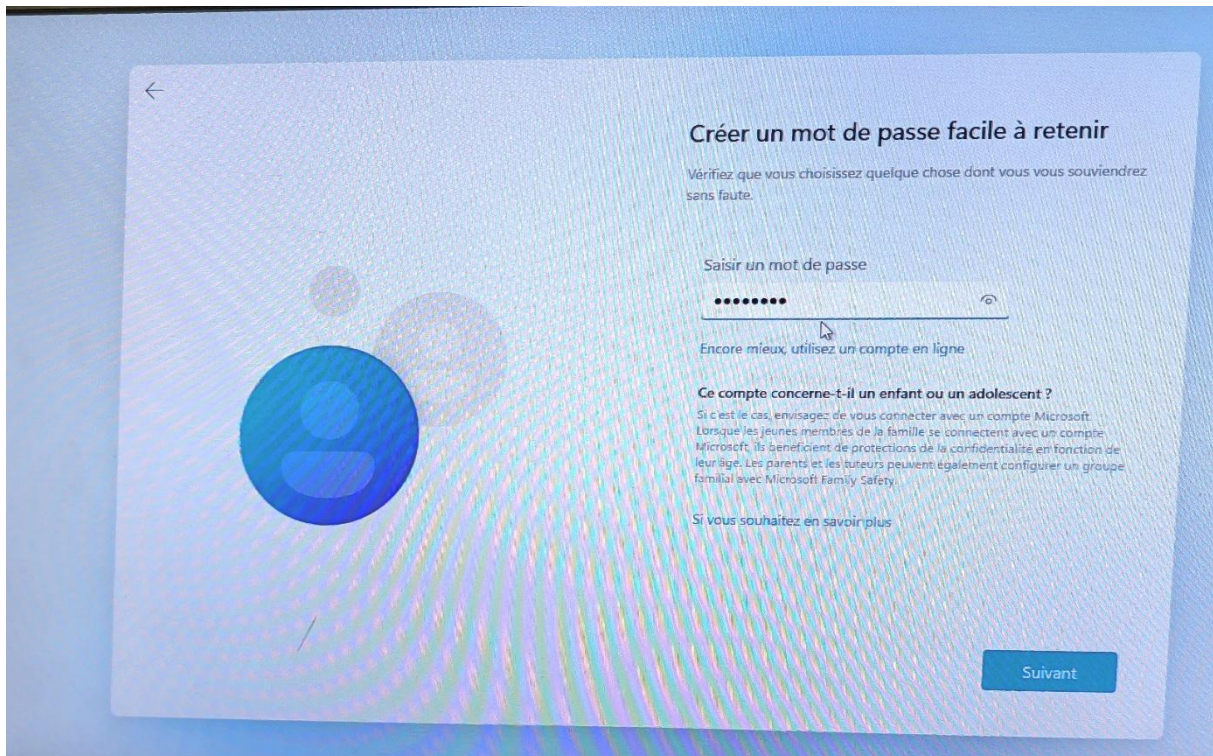 Créer un mot de passe facile à retenir
Vérifiez que vous choisissez quelque chose dont vous vous souviendrez
sans faute.
Saisir un mot de passe
••••••••
Encore mieux, utilisez un compte en ligne
Ce compte concerne-t-il un enfant ou un adolescent ?
Si c'est le cas, envisagez de vous connecter avec un compte Microsoft.
Lorsque les jeunes membres de la famille se connectent avec un compte
Microsoft, ils bénéficient de protections de la confidentialité en fonction de
leur âge. Les parents et les tuteurs peuvent également configurer un groupe
familial avec Microsoft Family Safety.
Si vous souhaitez en savoir plus
Suivant